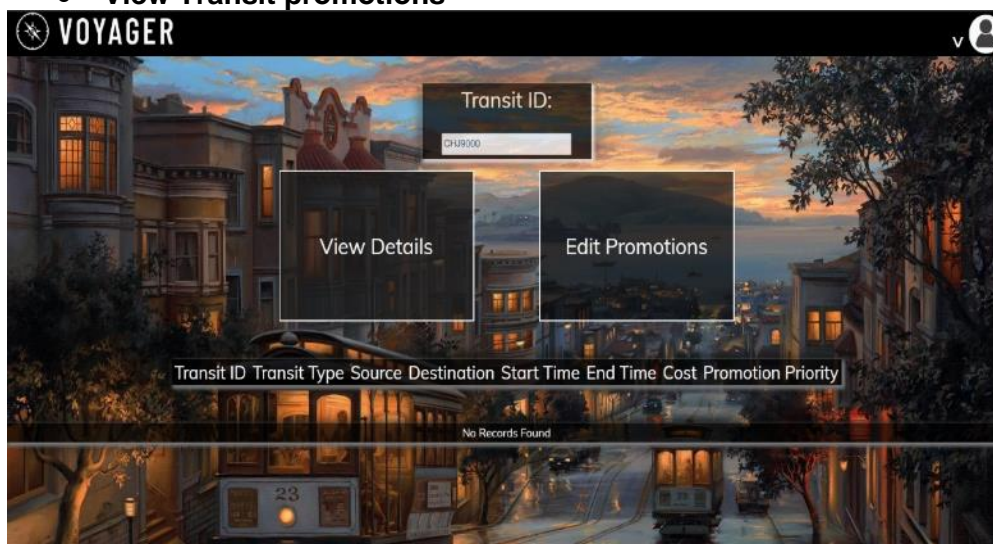 View Transit promotions
VOYAGER
v
Transit ID:
CHJ9000
View Details
Edit Promotions
Transit ID Transit Type Source Destination Start Time End Time Cost Promotion Priority
No Records Found
23